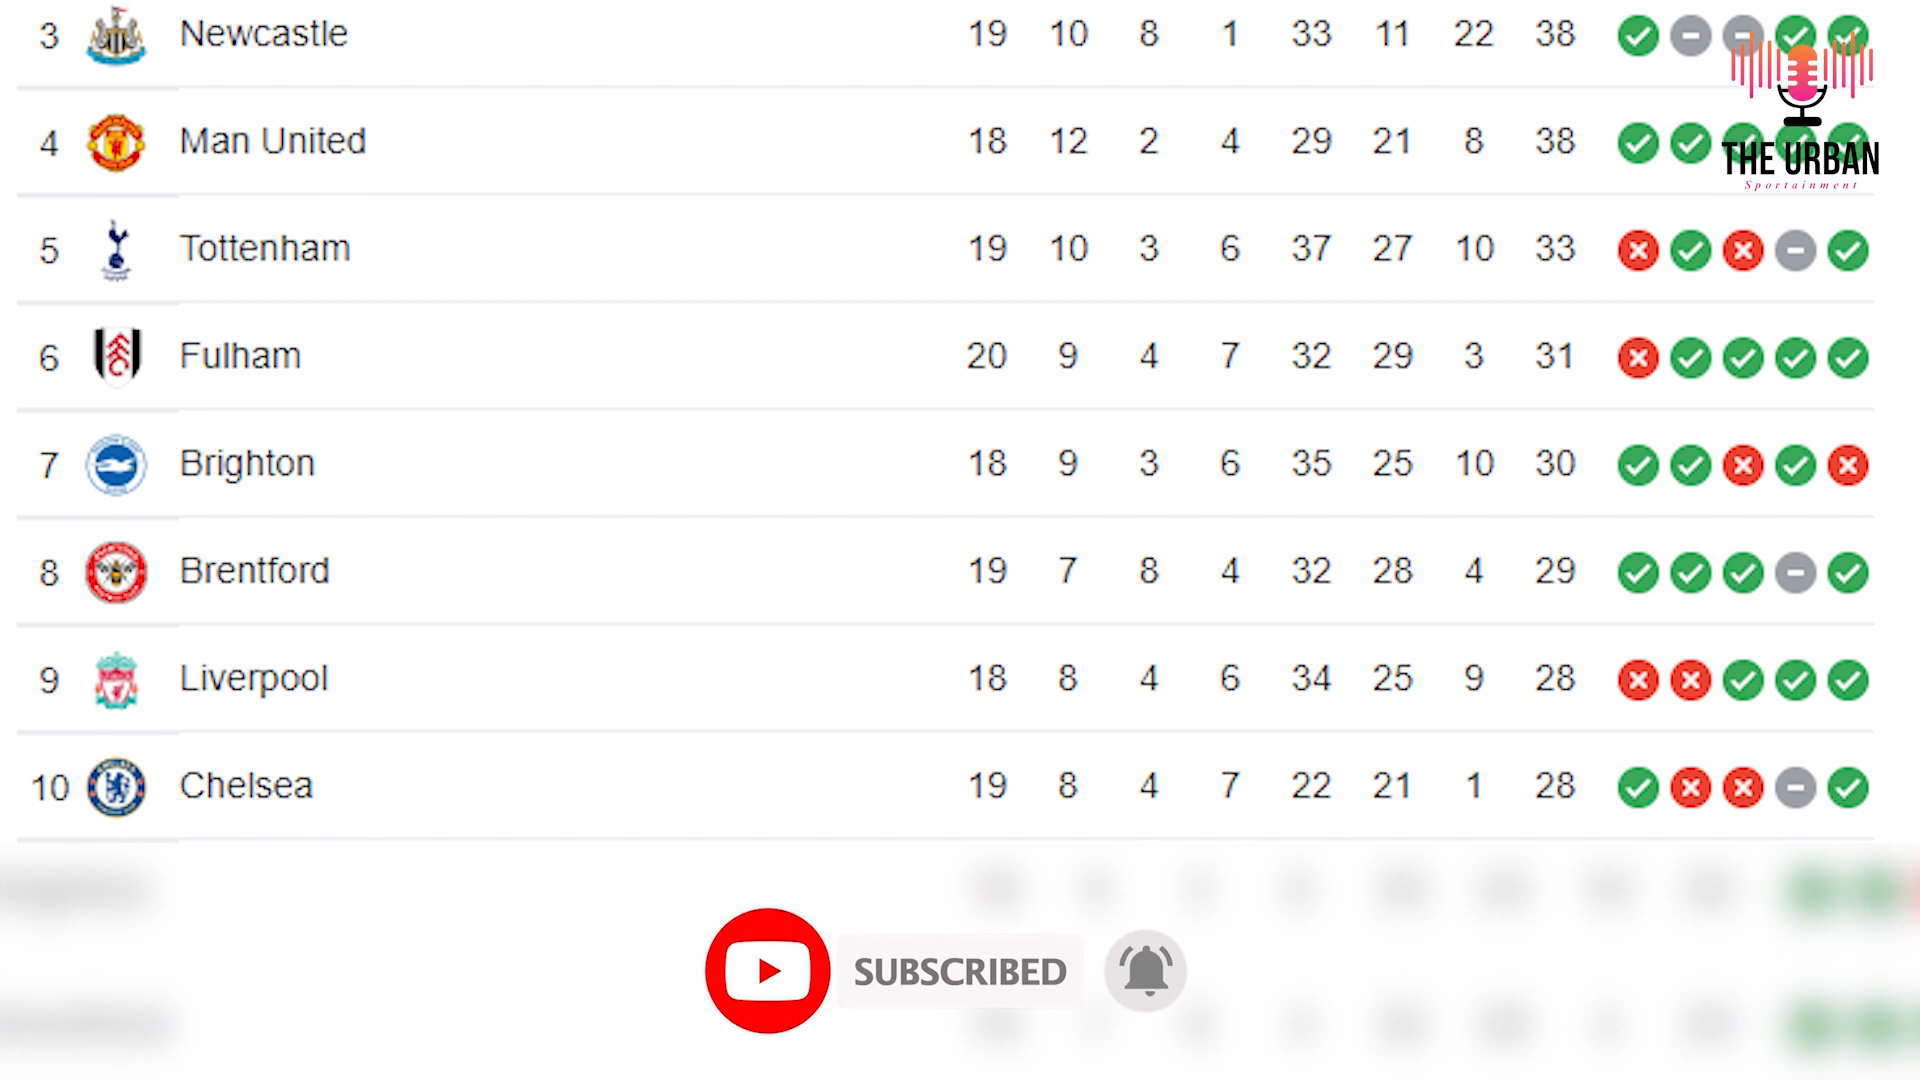 3 Newcastle 19 10 8 1 33 11 22 38
4 Man United 18 12 2 4 29 21 8 38
THE URBAN
Sportainment
5 Tottenham 19 10 3 6 37 27 10 33
6 Fulham 20 9 4 7 32 29 3 31
7 Brighton 18 9 3 6 35 25 10 30
8 Brentford 19 7 8 4 32 28 4 29
9 Liverpool 18 8 4 6 34 25 9 28
10 Chelsea 19 8 4 7 22 21 1 28
SUBSCRIBED